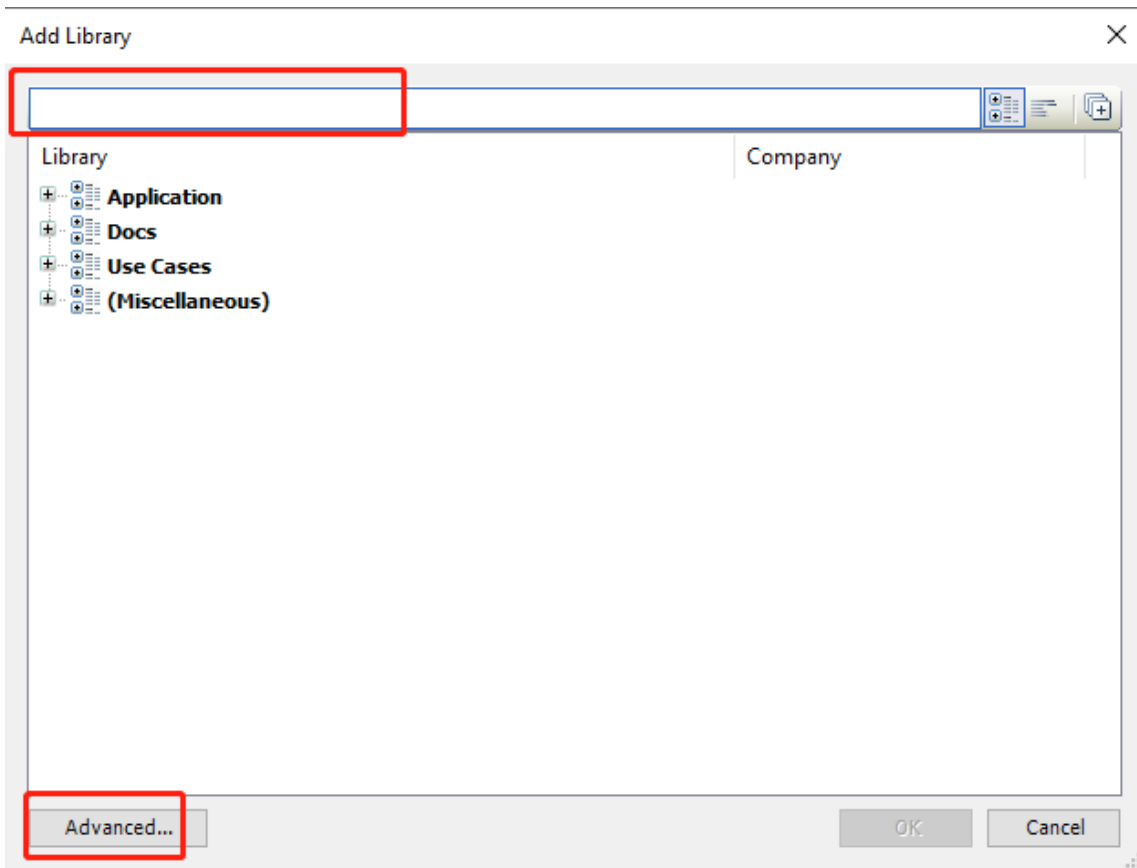 Add Library
Library Company
Application
Docs
Use Cases
(Miscellaneous)
Advanced... OK Cancel